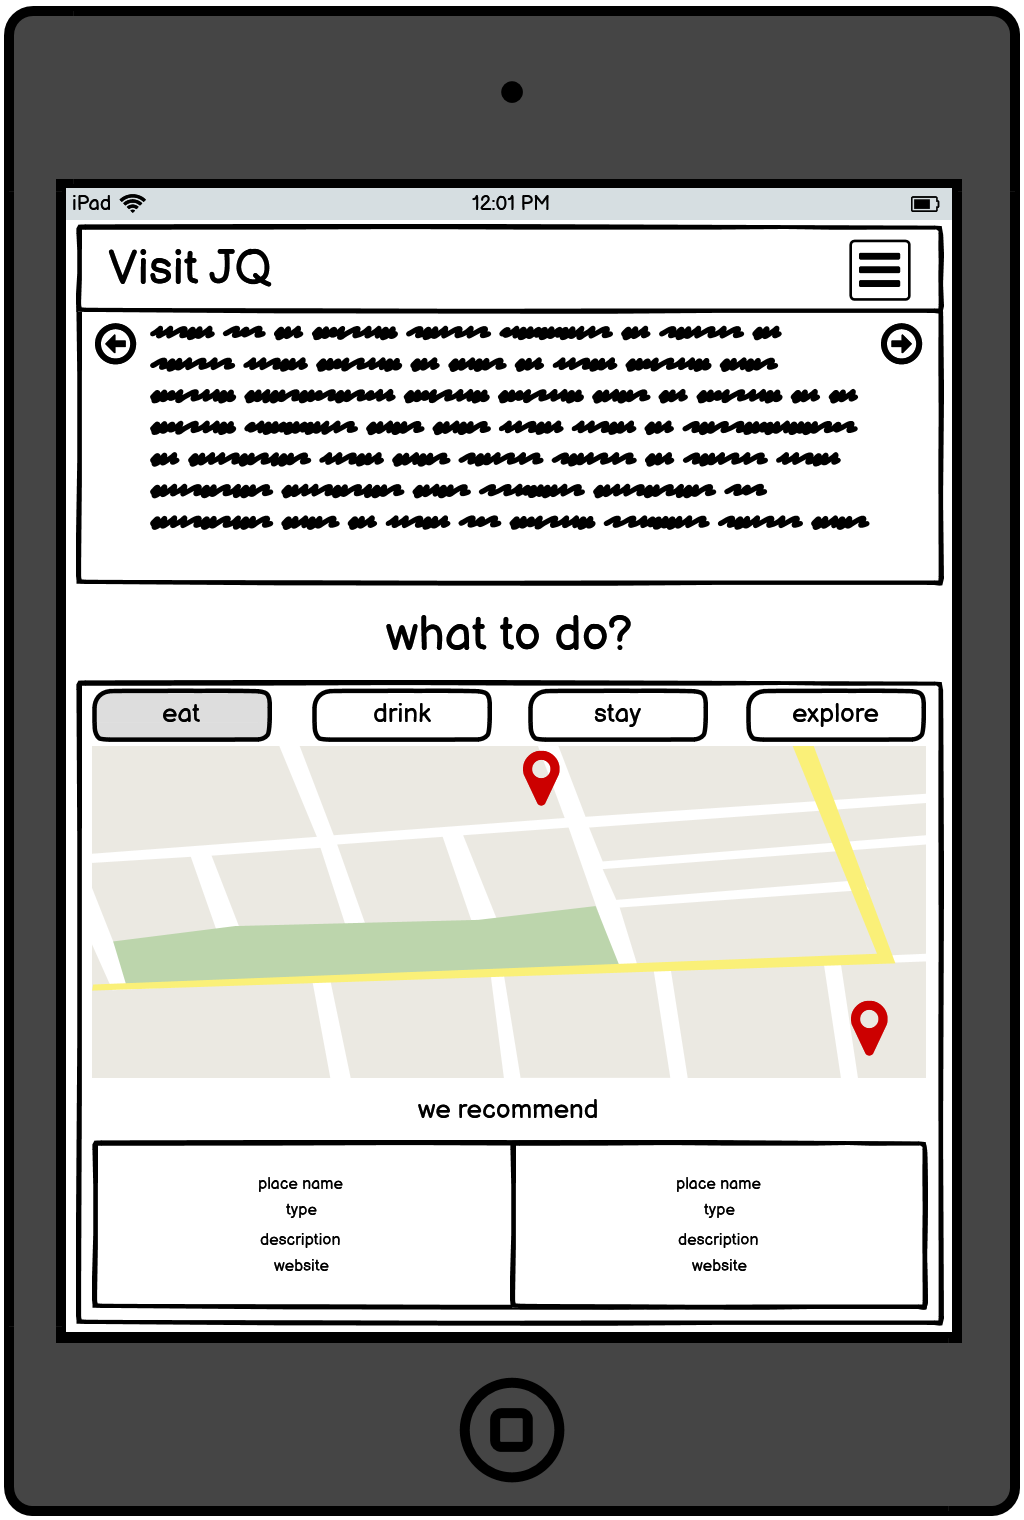 iPad 12:01 PM
Visit JQ
what to do?
eat drink stay explore
we recommend
place name place name
type type
description description
website website